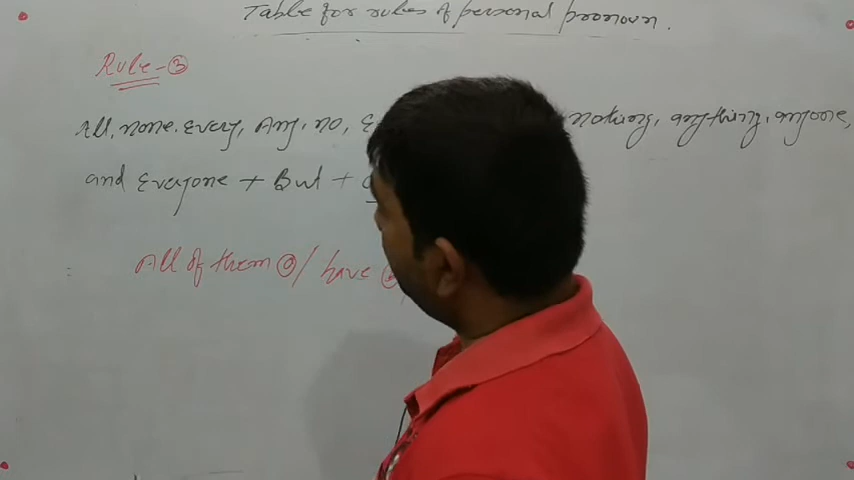 Table for rules of personal pronoun.
Rule-③
All, none, every, Any, no, nothing, anything, anyone,
and everyone + But +
All of them @/ have